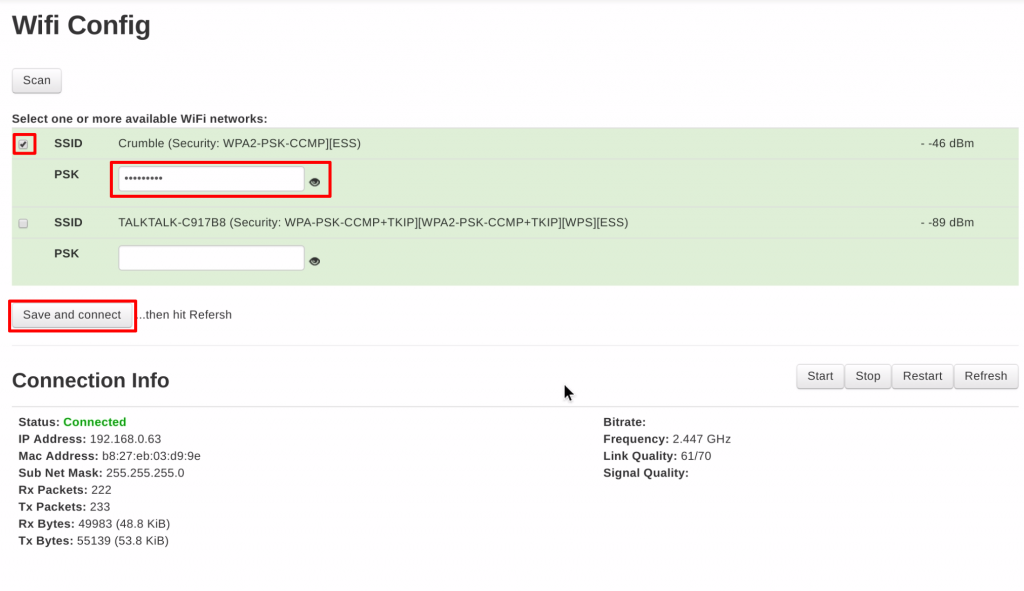 Wifi Config
Scan
Select one or more available WiFi networks:
SSID Crumble (Security: WPA2-PSK-CCMP][ESS) - -46 dBm
PSK •••••••••
SSID TALKTALK-C917B8 (Security: WPA-PSK-CCMP+TKIP][WPA2-PSK-CCMP+TKIP][WPS][ESS) - -89 dBm
PSK
Save and connect ...then hit Refersh
Connection Info Start Stop Restart Refresh
Status: Connected
IP Address: 192.168.0.63
Mac Address: b8:27:eb:03:d9:9e
Sub Net Mask: 255.255.255.0
Rx Packets: 222
Tx Packets: 233
Rx Bytes: 49983 (48.8 KiB)
Tx Bytes: 55139 (53.8 KiB)
Bitrate:
Frequency: 2.447 GHz
Link Quality: 61/70
Signal Quality: